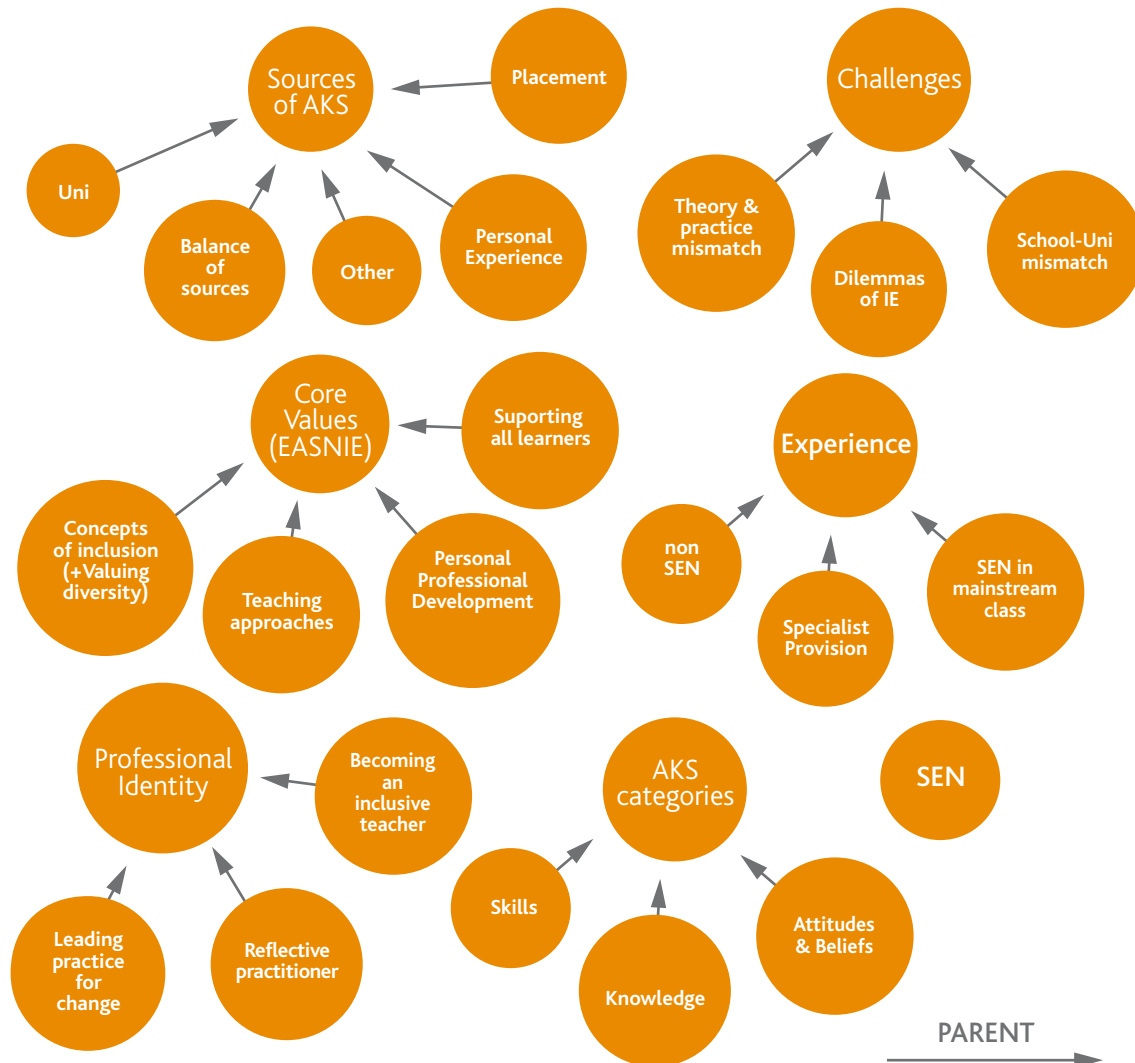 Sources
of AKS
Placement
Uni
Balance
of
sources
Other
Personal
Experience
Challenges
Theory &
practice
mismatch
Dilemmas
of IE
School-Uni
mismatch
Core
Values
(EASNIE)
Suporting
all learners
Concepts
of inclusion
(+Valuing
diversity)
Teaching
approaches
Personal
Professional
Development
Experience
non
SEN
Specialist
Provision
SEN in
mainstream
class
Professional
Identity
Becoming
an
inclusive
teacher
Leading
practice
for
change
Reflective
practitioner
AKS
categories
Skills
Knowledge
Attitudes
& Beliefs
SEN
PARENT